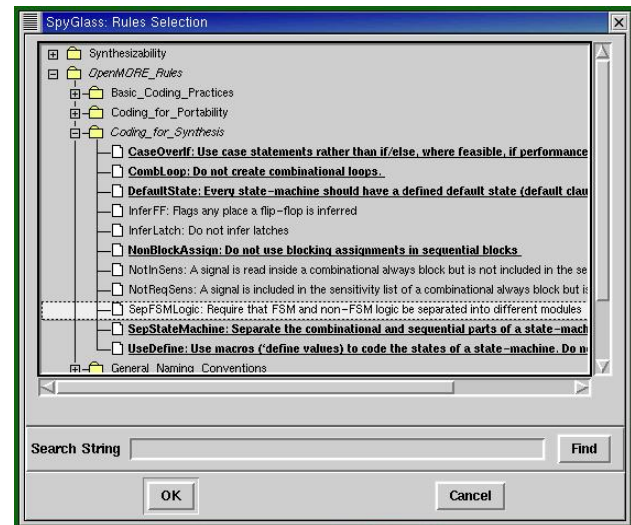 SpyGlass: Rules Selection
Synthesizability
OpenMORE_Rules
Basic_Coding_Practices
Coding_for_Portability
Coding_for_Synthesis
CaseOverIf: Use case statements rather than if/else, where feasible, if performance
CombLoop: Do not create combinational loops.
DefaultState: Every state-machine should have a defined default state (default clau
InferFF: Flags any place a flip-flop is inferred
InferLatch: Do not infer latches
NonBlockAssign: Do not use blocking assignments in sequential blocks
NotInSens: A signal is read inside a combinational always block but is not included in the se
NotReqSens: A signal is included in the sensitivity list of a combinational always block but is
SepFSMLogic: Require that FSM and non-FSM logic be separated into different modules
SepStateMachine: Separate the combinational and sequential parts of a state-mach
UseDefine: Use macros ('define values) to code the states of a state-machine. Do n
General_Naming_Conventions
Search String
Find
OK
Cancel